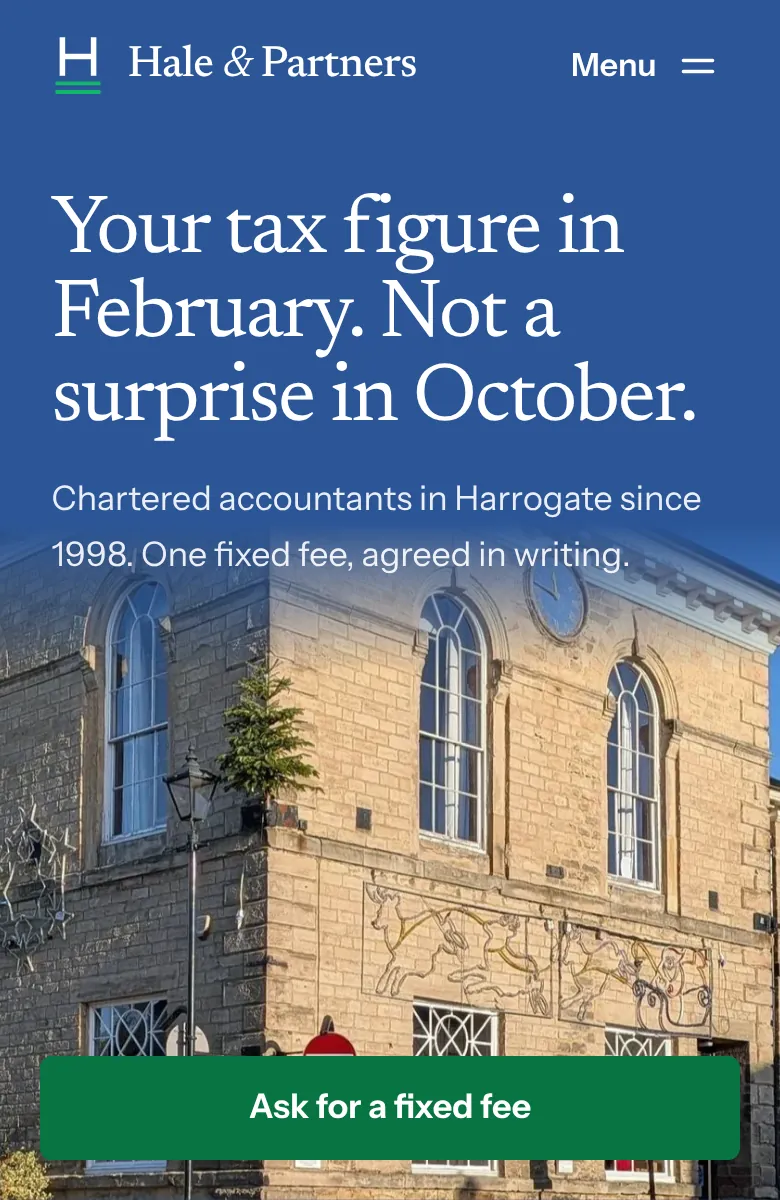 H Hale & Partners
Menu
Your tax figure in
February. Not a
surprise in October.
Chartered accountants in Harrogate since
1998. One fixed fee, agreed in writing.
Ask for a fixed fee